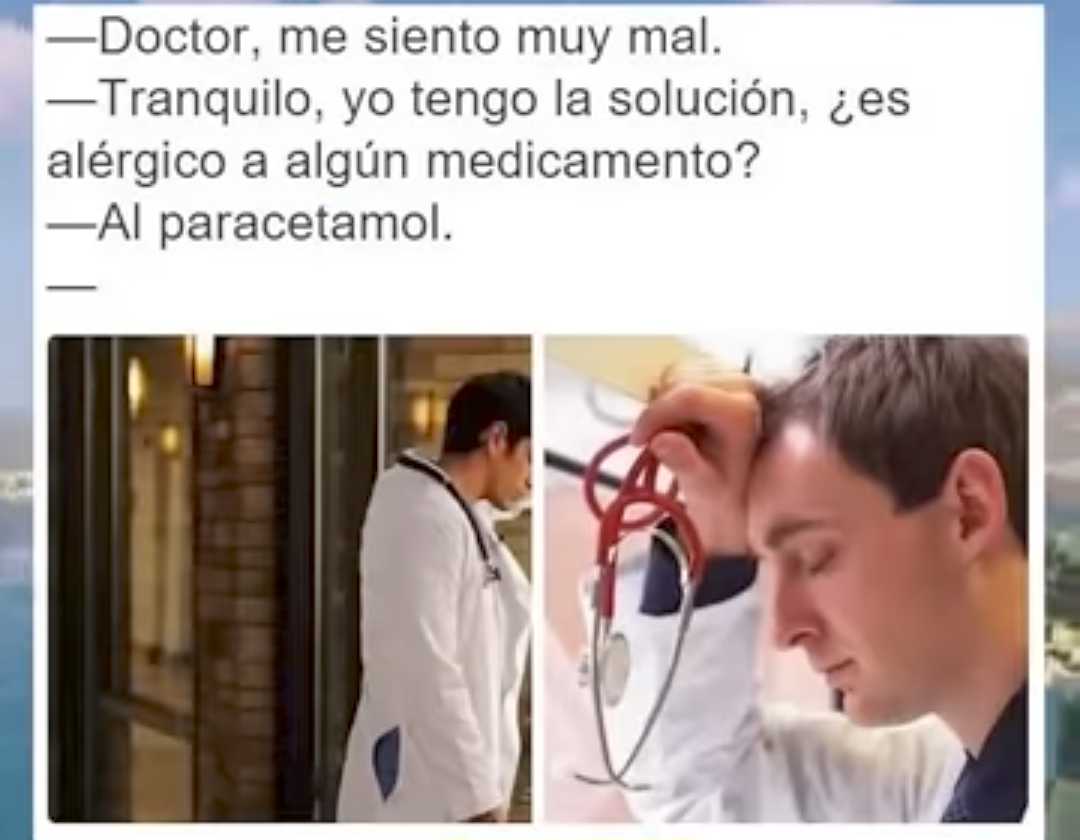 —Doctor, me siento muy mal.
—Tranquilo, yo tengo la solución, ¿es
alérgico a algún medicamento?
—Al paracetamol.
—